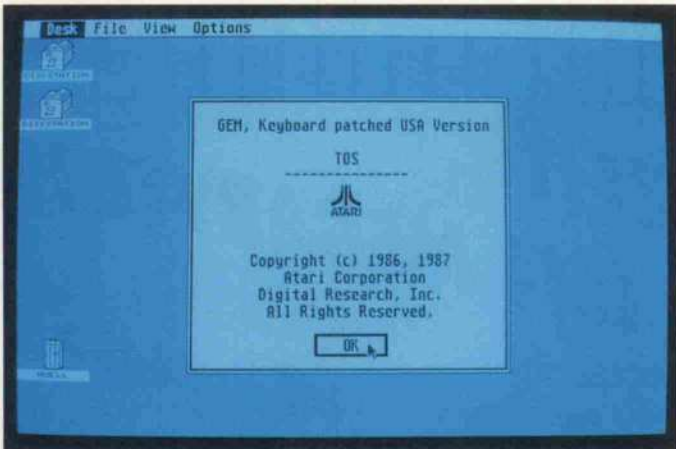 Desk File View Options
GEM, Keyboard patched USA Version
TOS
---------------
ATARI
Copyright (c) 1986, 1987
Atari Corporation
Digital Research, Inc.
All Rights Reserved.
OK